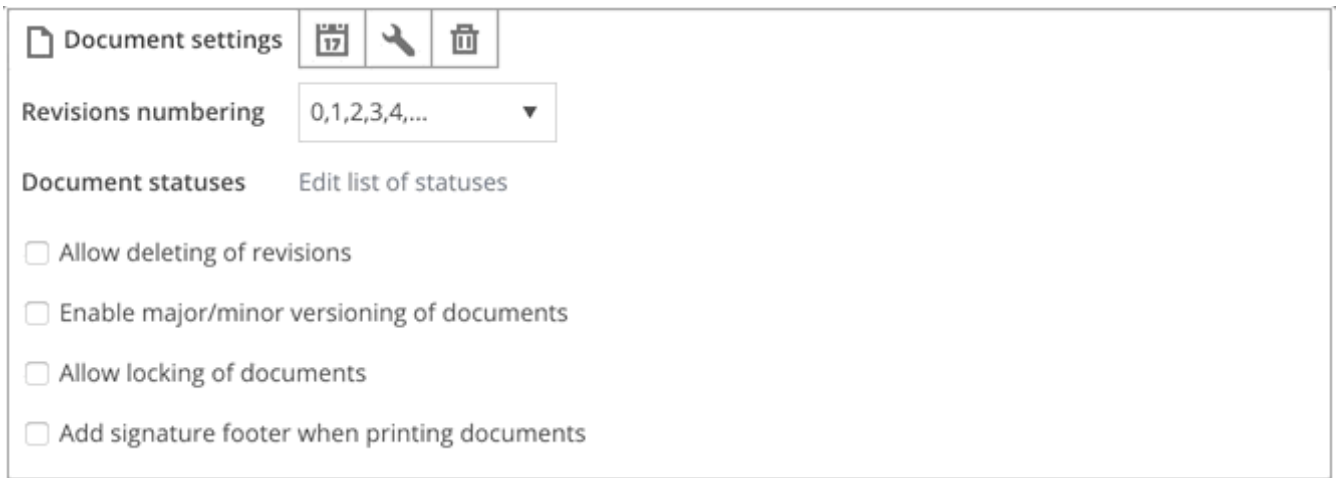 Document settings 17
Revisions numbering 0,1,2,3,4,...
Document statuses Edit list of statuses
Allow deleting of revisions
Enable major/minor versioning of documents
Allow locking of documents
Add signature footer when printing documents